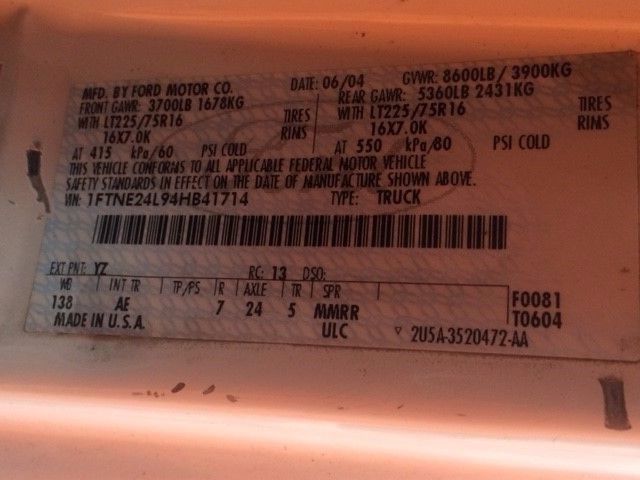 MFD. BY FORD MOTOR CO. DATE: 06/04 GVWR: 8600LB/ 3900KG
FRONT GAWR: 3700LB 1678KG REAR GAWR: 5360LB 2431KG
WITH LT225/75R16 TIRES WITH LT225/75R16 TIRES
16X7.0K RIMS 16X7.0K RIMS
AT 415 kPa/60 PSI COLD AT 550 kPa/80 PSI COLD
THIS VEHICLE CONFORMS TO ALL APPLICABLE FEDERAL MOTOR VEHICLE
SAFETY STANDARDS IN EFFECT ON THE DATE OF MANUFACTURE SHOWN ABOVE.
VIN: 1FTNE24L94HB41714 TYPE: TRUCK
EXT PNT: YZ RC: 13 DSO:
WB INT TR TP/PS R AXLE TR SPR
138 AE 7 24 5 MMRR F0081
MADE IN U.S.A. ULC T0604
2U5A-3520472-AA